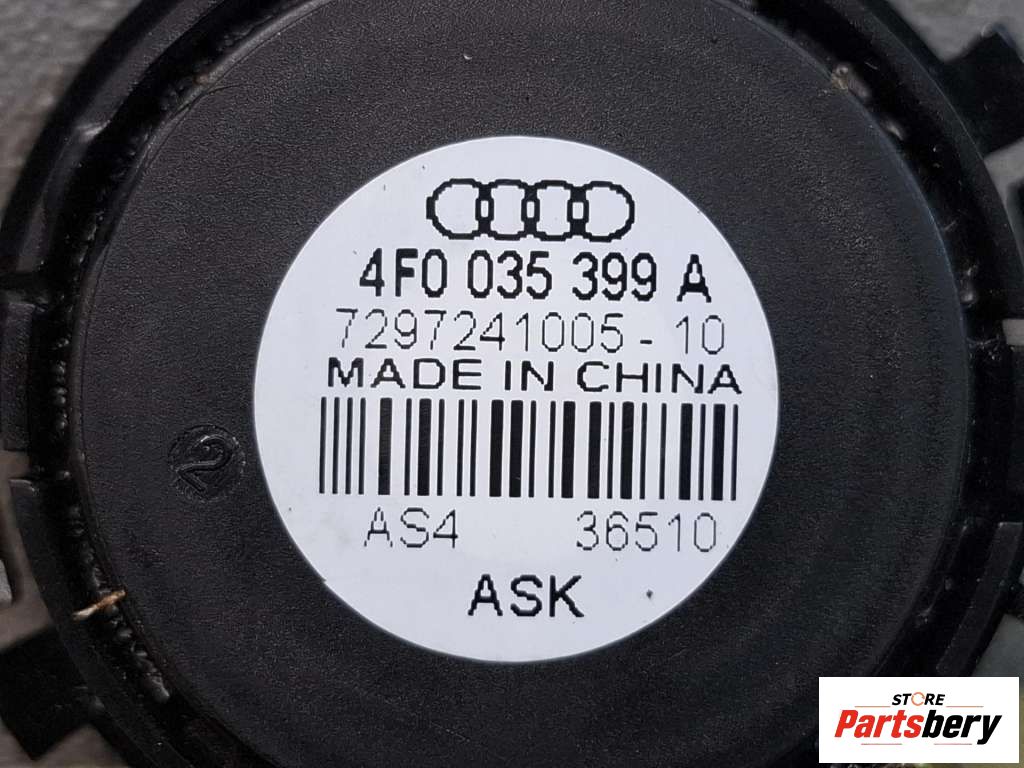 4F0 035 399 A
7297241005-10
MADE IN CHINA
AS4 36510
ASK
2
STORE
Partsbery